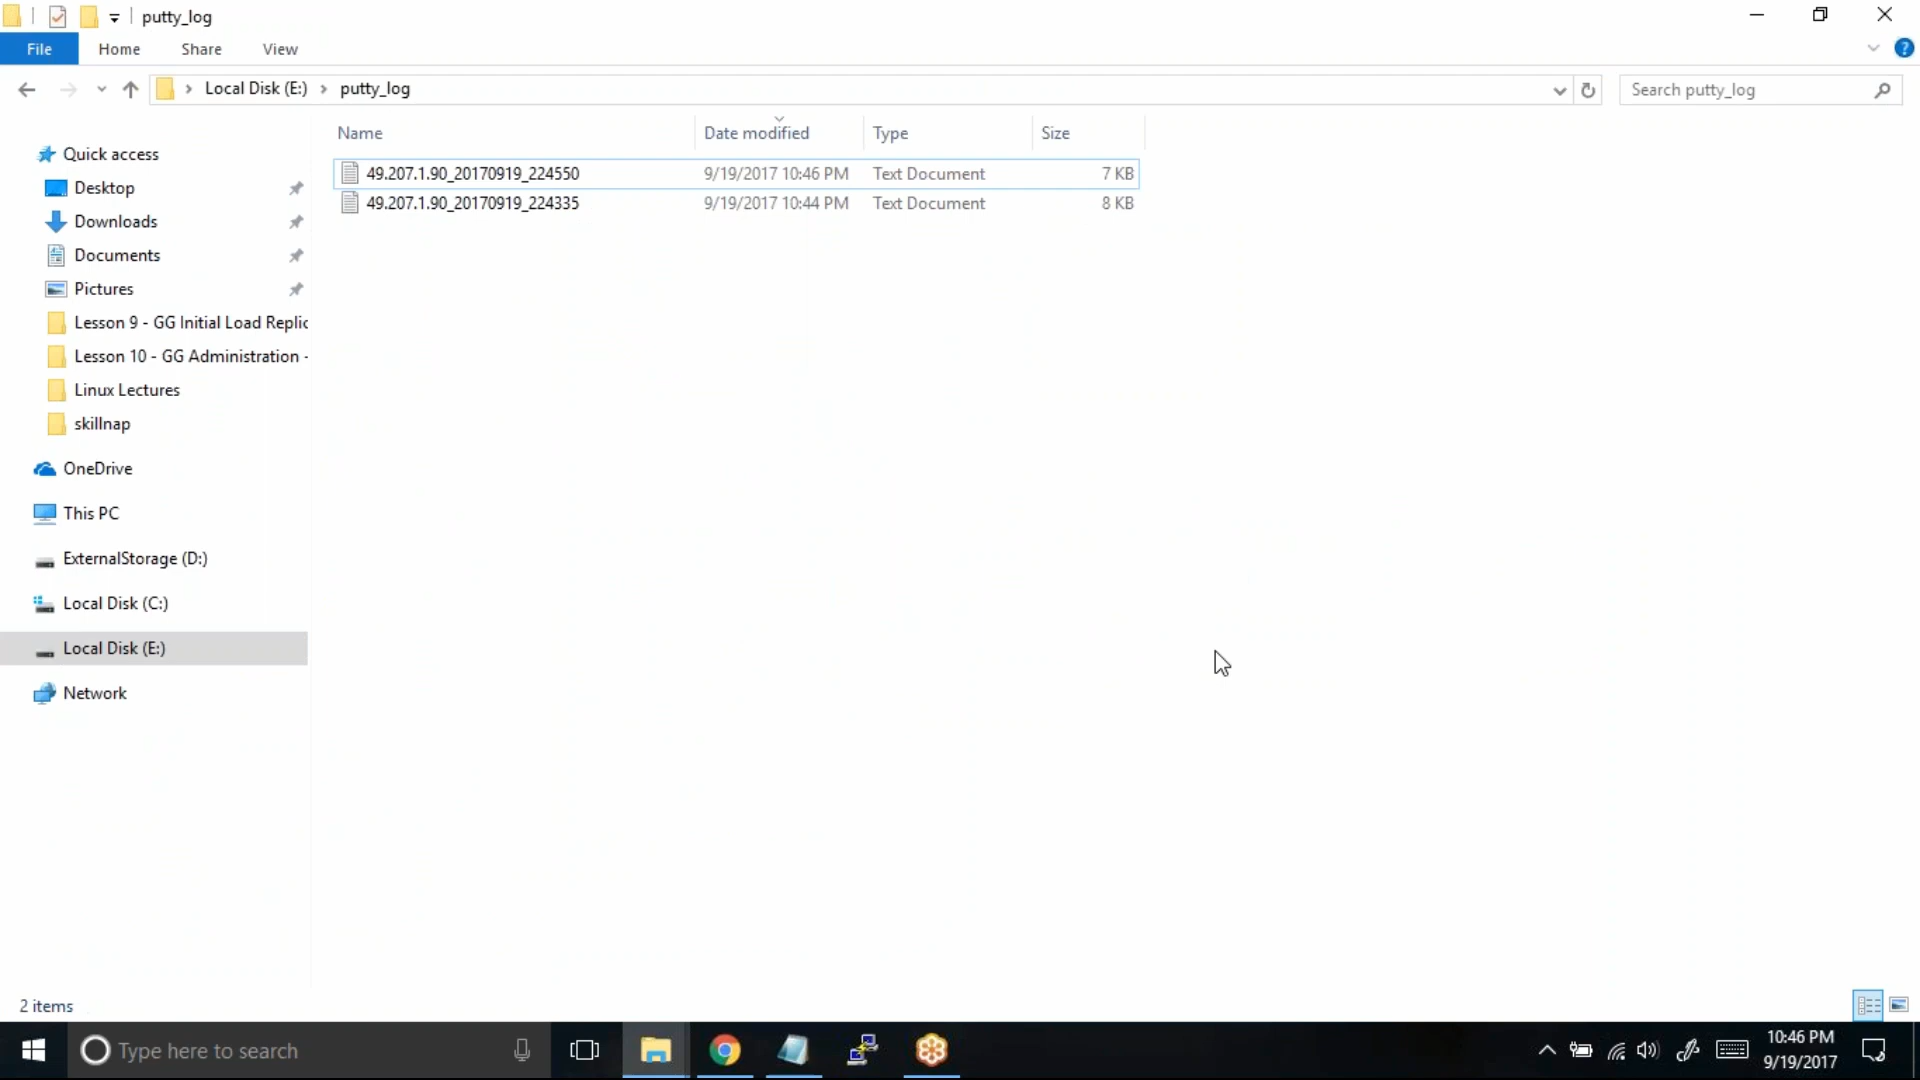 putty_log
File Home Share View
Local Disk (E:) putty_log Search putty_log
Name Date modified Type Size
49.207.1.90_20170919_224550 9/19/2017 10:46 PM Text Document 7 KB
49.207.1.90_20170919_224335 9/19/2017 10:44 PM Text Document 8 KB
Quick access
Desktop
Downloads
Documents
Pictures
Lesson 9 - GG Initial Load Replic
Lesson 10 - GG Administration -
Linux Lectures
skillnap
OneDrive
This PC
ExternalStorage (D:)
Local Disk (C:)
Local Disk (E:)
Network
2 items
Type here to search
10:46 PM
9/19/2017